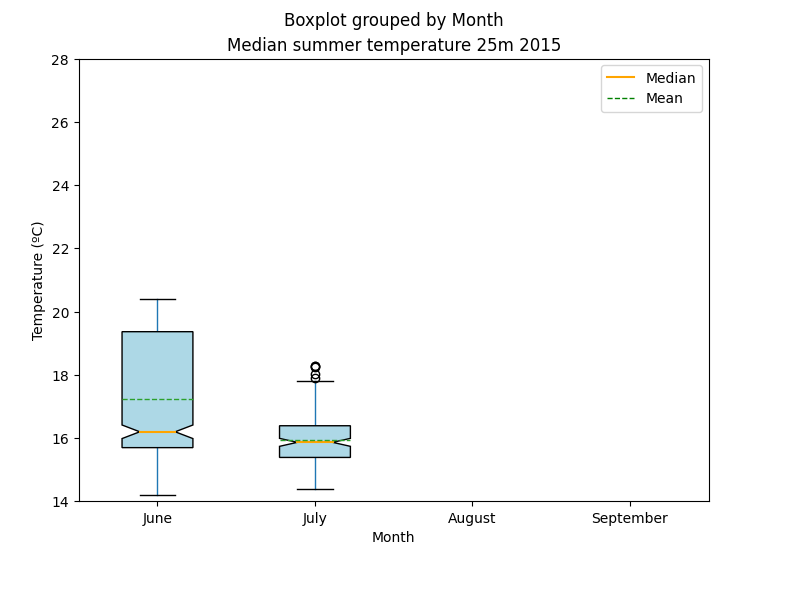 Boxplot grouped by Month
Median summer temperature 25m 2015
Median
Mean
Temperature (ºC)
28
26
24
22
20
18
16
14
June July August September
Month